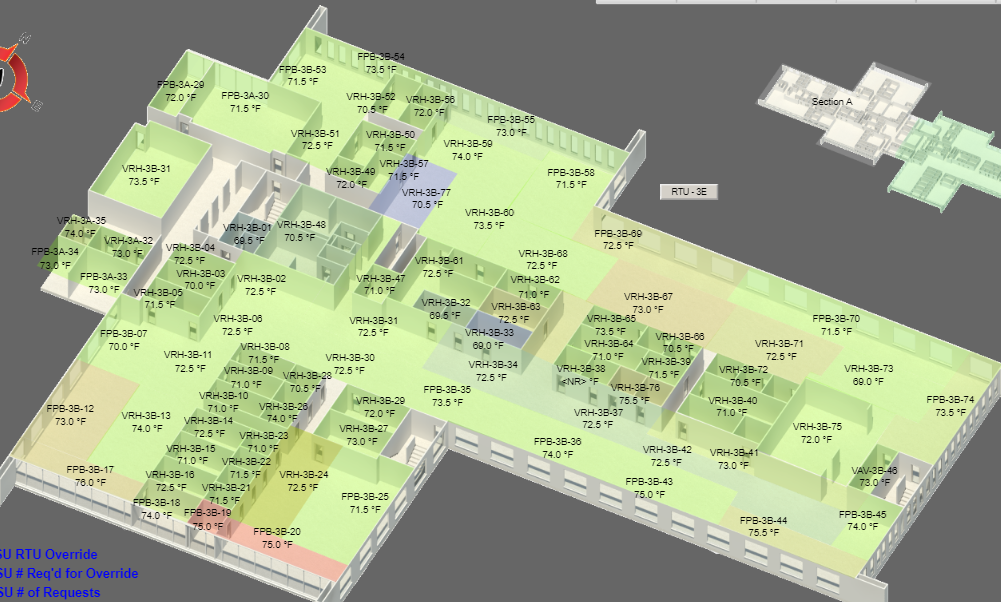 FPB-3B-54
73.5 °F
FPB-3B-53
71.5 °F
FPB-3A-29
72.0 °F
FPB-3A-30
71.5 °F
VRH-3B-52
70.5 °F
VRH-3B-56
72.0 °F
Section A
FPB-3B-55
73.0 °F
VRH-3B-51
72.5 °F
VRH-3B-50
71.5 °F
VRH-3B-59
74.0 °F
VRH-3B-31
73.5 °F
VRH-3B-49
72.0 °F
VRH-3B-57
71.5 °F
FPB-3B-58
71.5 °F
VRH-3B-77
70.5 °F
RTU - 3E
VRH-3B-60
73.5 °F
VRH-3A-35
74.0 °F
VRH-3B-01
69.5 °F
VRH-3B-48
70.5 °F
FPB-3B-69
72.5 °F
VRH-3A-32
73.0 °F
VRH-3B-04
72.5 °F
FPB-3A-34
73.0 °F
VRH-3B-61
72.5 °F
VRH-3B-68
72.5 °F
FPB-3A-33
73.0 °F
VRH-3B-03
70.0 °F
VRH-3B-02
72.5 °F
VRH-3B-47
71.0 °F
VRH-3B-62
71.0 °F
VRH-3B-05
71.5 °F
VRH-3B-32
69.5 °F
VRH-3B-63
72.5 °F
VRH-3B-67
73.0 °F
VRH-3B-06
72.5 °F
VRH-3B-31
72.5 °F
VRH-3B-65
73.5 °F
FPB-3B-70
71.5 °F
FPB-3B-07
70.0 °F
VRH-3B-33
69.0 °F
VRH-3B-64
71.0 °F
VRH-3B-66
70.5 °F
VRH-3B-71
72.5 °F
VRH-3B-11
72.5 °F
VRH-3B-08
71.5 °F
VRH-3B-30
72.5 °F
VRH-3B-34
72.5 °F
VRH-3B-39
71.5 °F
VRH-3B-09
71.0 °F
VRH-3B-28
70.5 °F
VRH-3B-38
<NR> °F
VRH-3B-72
70.5 °F
VRH-3B-73
69.0 °F
FPB-3B-35
73.5 °F
VRH-3B-76
75.5 °F
VRH-3B-10
71.0 °F
VRH-3B-26
74.0 °F
VRH-3B-29
72.0 °F
VRH-3B-40
71.0 °F
FPB-3B-74
73.5 °F
FPB-3B-12
73.0 °F
VRH-3B-13
74.0 °F
VRH-3B-14
72.5 °F
VRH-3B-37
72.5 °F
VRH-3B-27
73.0 °F
VRH-3B-75
72.0 °F
VRH-3B-23
71.0 °F
FPB-3B-36
74.0 °F
VRH-3B-15
71.0 °F
VRH-3B-42
72.5 °F
VRH-3B-41
73.0 °F
VRH-3B-22
71.5 °F
FPB-3B-17
76.0 °F
VRH-3B-16
72.5 °F
VRH-3B-24
72.5 °F
VAV-3B-46
73.0 °F
VRH-3B-21
71.5 °F
FPB-3B-43
75.0 °F
FPB-3B-25
71.5 °F
FPB-3B-18
74.0 °F
FPB-3B-19
75.0 °F
FPB-3B-44
75.5 °F
FPB-3B-45
74.0 °F
FPB-3B-20
75.0 °F
SU RTU Override
SU # Req'd for Override
SU # of Requests